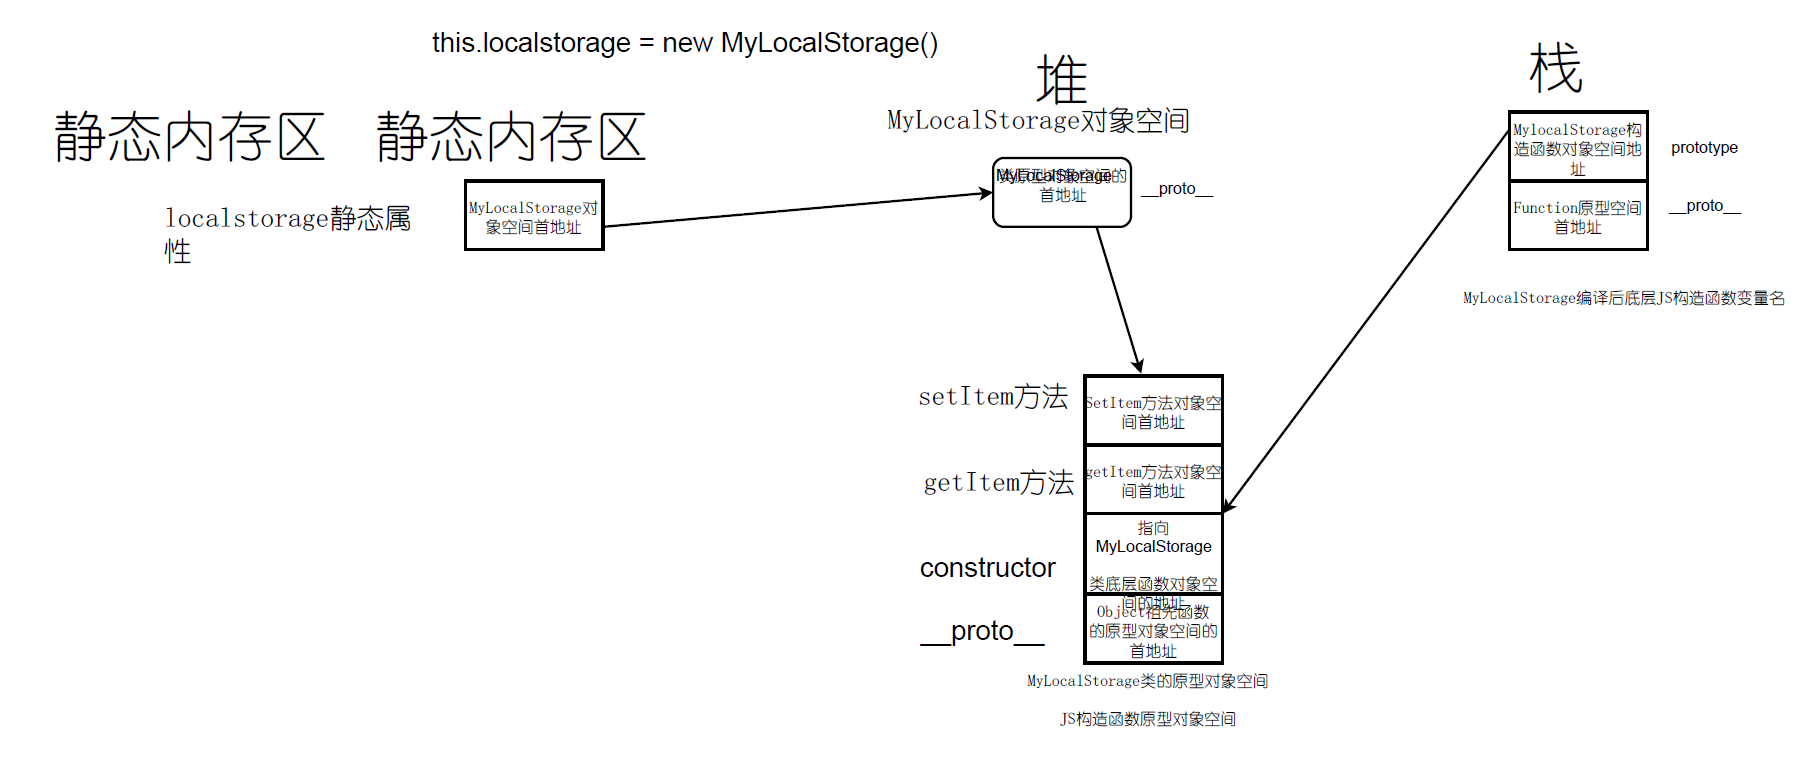 this.localstorage = new MyLocalStorage()
堆
栈
静态内存区
静态内存区
MyLocalStorage对象空间
localstorage静态属
性
MyLocalStorage对
象空间首地址
MyLocalStorage
类原型对象空间的
首地址
__proto__
MylocalStorage构
造函数对象空间地
址
prototype
Function原型空间
首地址
__proto__
MyLocalStorage编译后底层JS构造函数变量名
setItem方法
SetItem方法对象空
间首地址
getItem方法
getItem方法对象空
间首地址
constructor
指向
MyLocalStorage
类底层函数对象空
间的地址
__proto__
Object祖先函数
的原型对象空间的
首地址
MyLocalStorage类的原型对象空间
JS构造函数原型对象空间